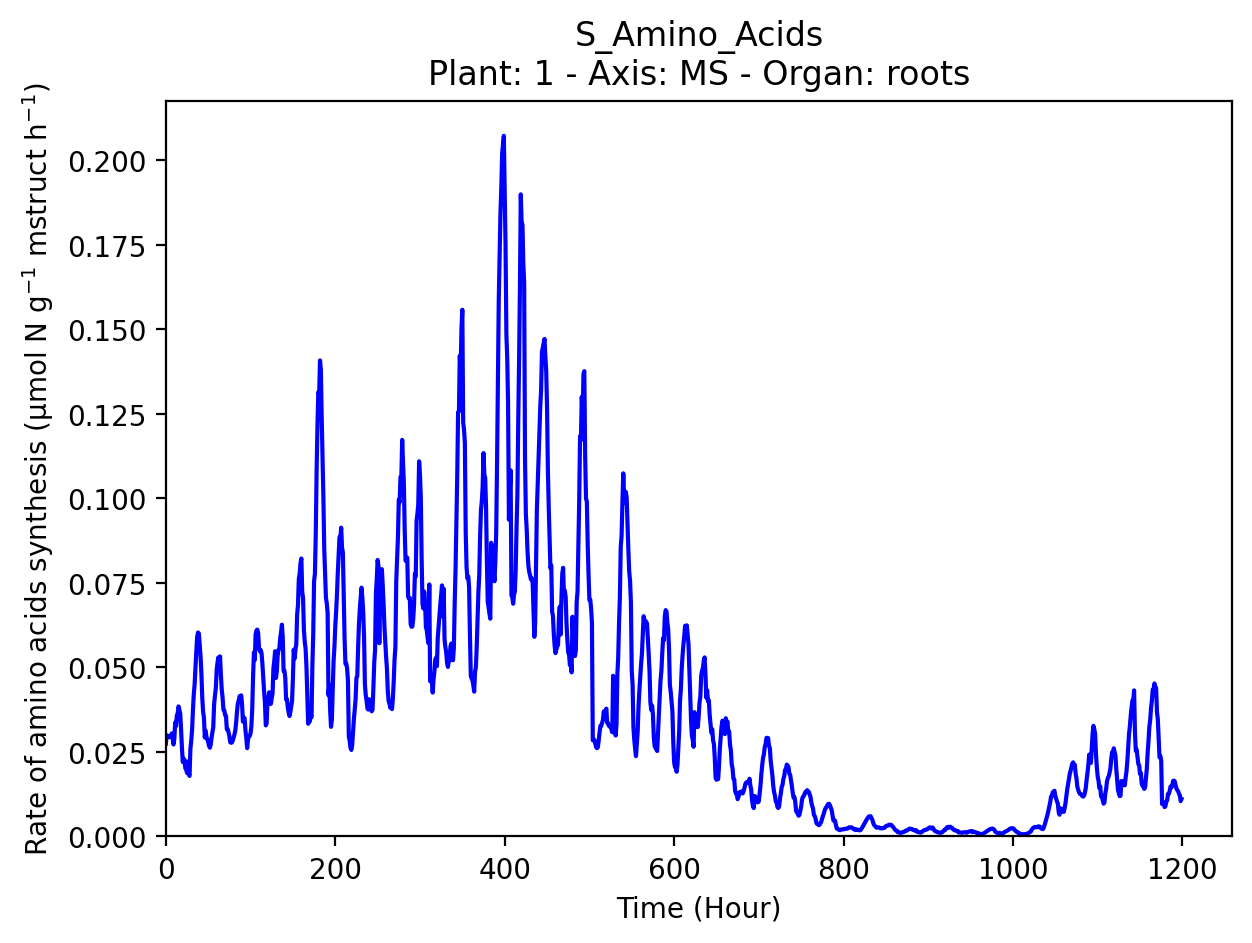 S_Amino_Acids
Plant: 1 - Axis: MS - Organ: roots
Rate of amino acids synthesis (µmol N g⁻¹ mstruct h⁻¹)
0.200
0.175
0.150
0.125
0.100
0.075
0.050
0.025
0.000
0 200 400 600 800 1000 1200
Time (Hour)